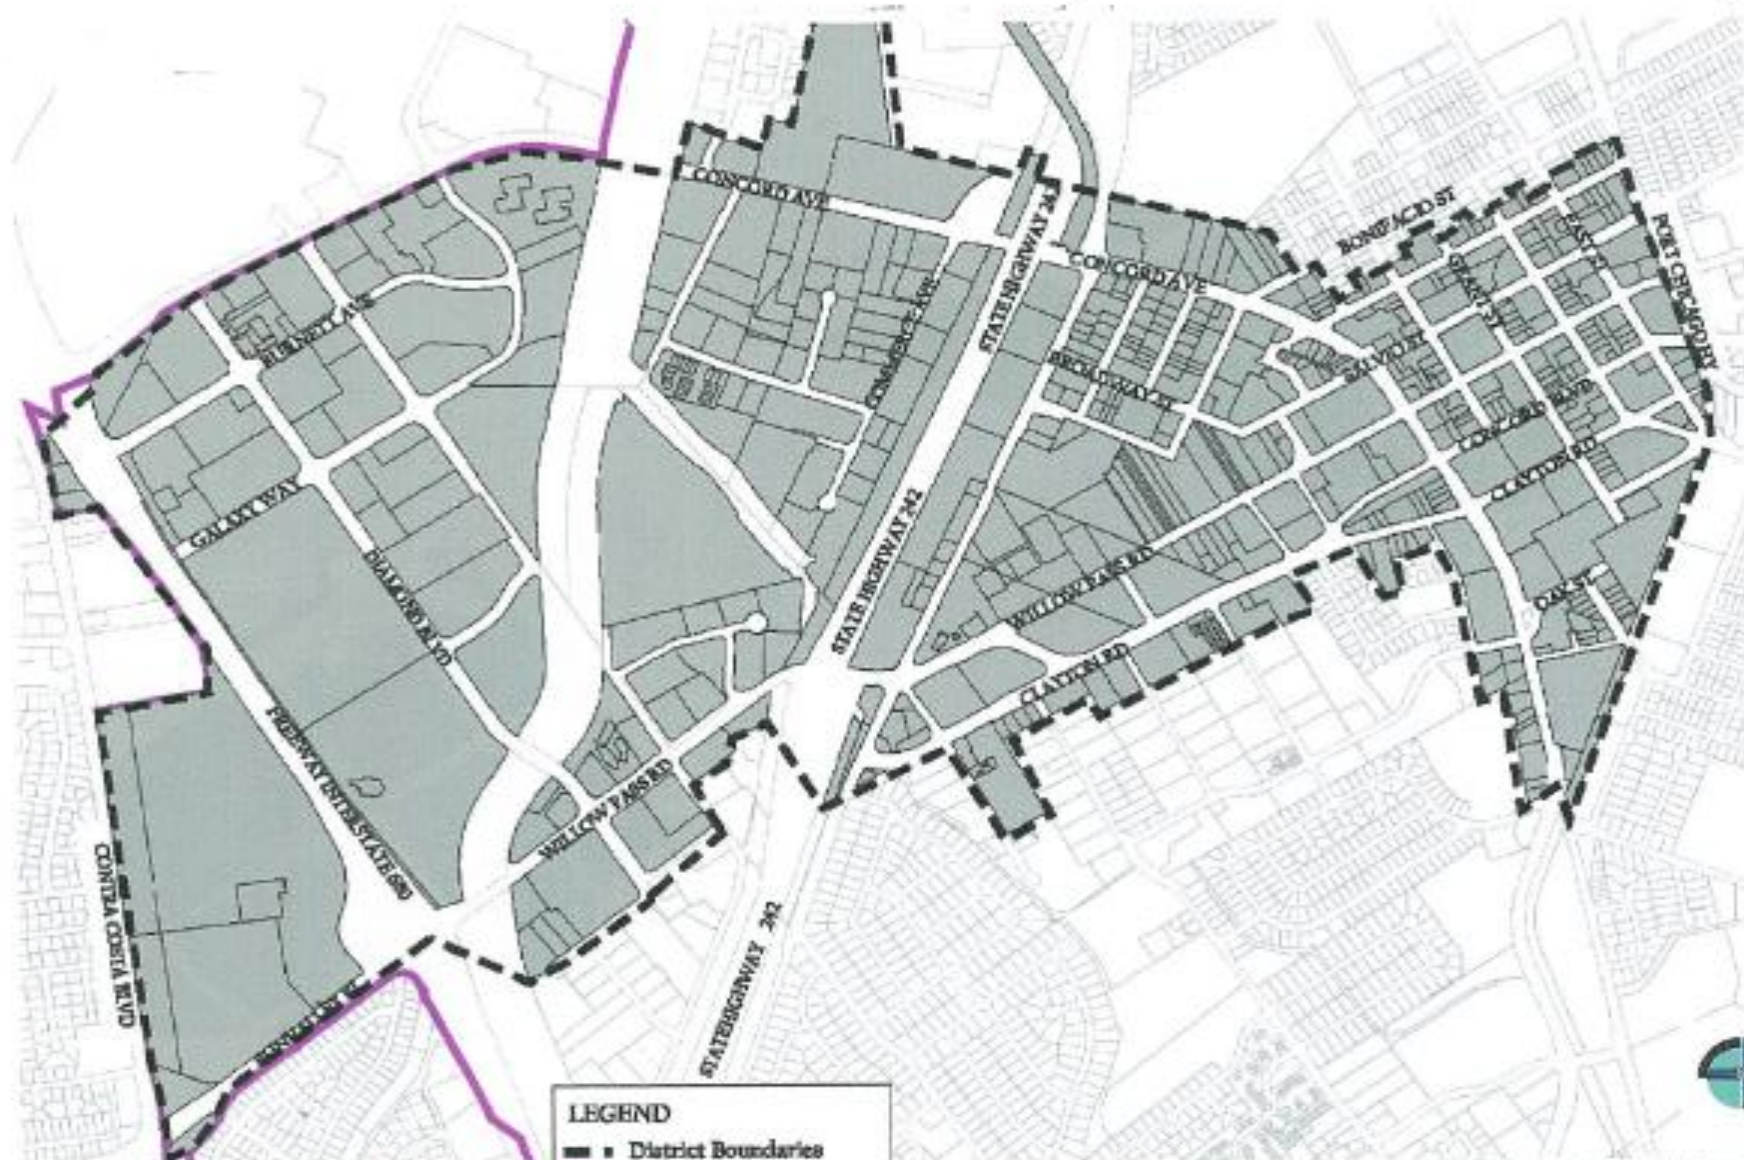 CONCORD AVE
BONIFACIO ST
EAST ST
PORT CHICAGO HY
GRANT ST
STATE HIGHWAY 242
CONCORD AVE
BURNETT AVE
COMMERCE AVE
BROADWAY ST
SALVIO ST
CONCORD BLVD
CLAYTON RD
GALAXY WAY
DIAMOND BLVD
STATE HIGHWAY 242
WILLOW PASS RD
OAK ST
CLAYTON RD
FREEWAY INTERSTATE 680
WILLOW PASS RD
CONTRA COSTA BLVD
STATE HIGHWAY 242
LEGEND
District Boundaries